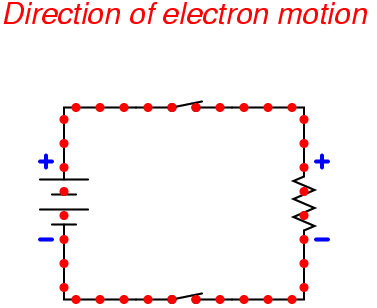 Direction of electron motion
+ +
− −